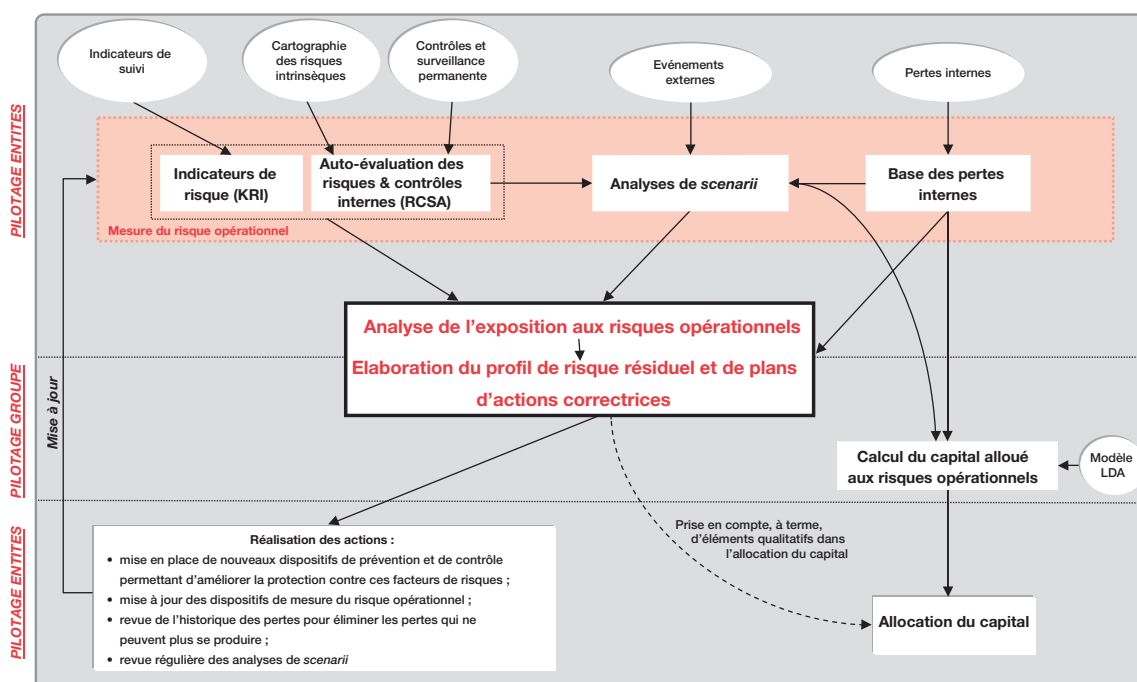 Indicateurs de
suivi
Cartographie
des risques
intrinsèques
Contrôles et
surveillance
permanente
Evénements
externes
Pertes internes
PILOTAGE ENTITES
Indicateurs de
risque (KRI)
Auto-évaluation des
risques & contrôles
internes (RCSA)
Analyses de scenarii
Base des pertes
internes
Mesure du risque opérationnel
Analyse de l'exposition aux risques opérationnels
Elaboration du profil de risque résiduel et de plans
d'actions correctrices
PILOTAGE GROUPE
Mise à jour
Calcul du capital alloué
aux risques opérationnels
Modèle
LDA
PILOTAGE ENTITES
Réalisation des actions :
• mise en place de nouveaux dispositifs de prévention et de contrôle
permettant d'améliorer la protection contre ces facteurs de risques ;
• mise à jour des dispositifs de mesure du risque opérationnel ;
• revue de l'historique des pertes pour éliminer les pertes qui ne
peuvent plus se produire ;
• revue régulière des analyses de scenarii
Prise en compte, à terme,
d'éléments qualitatifs dans
l'allocation du capital
Allocation du capital